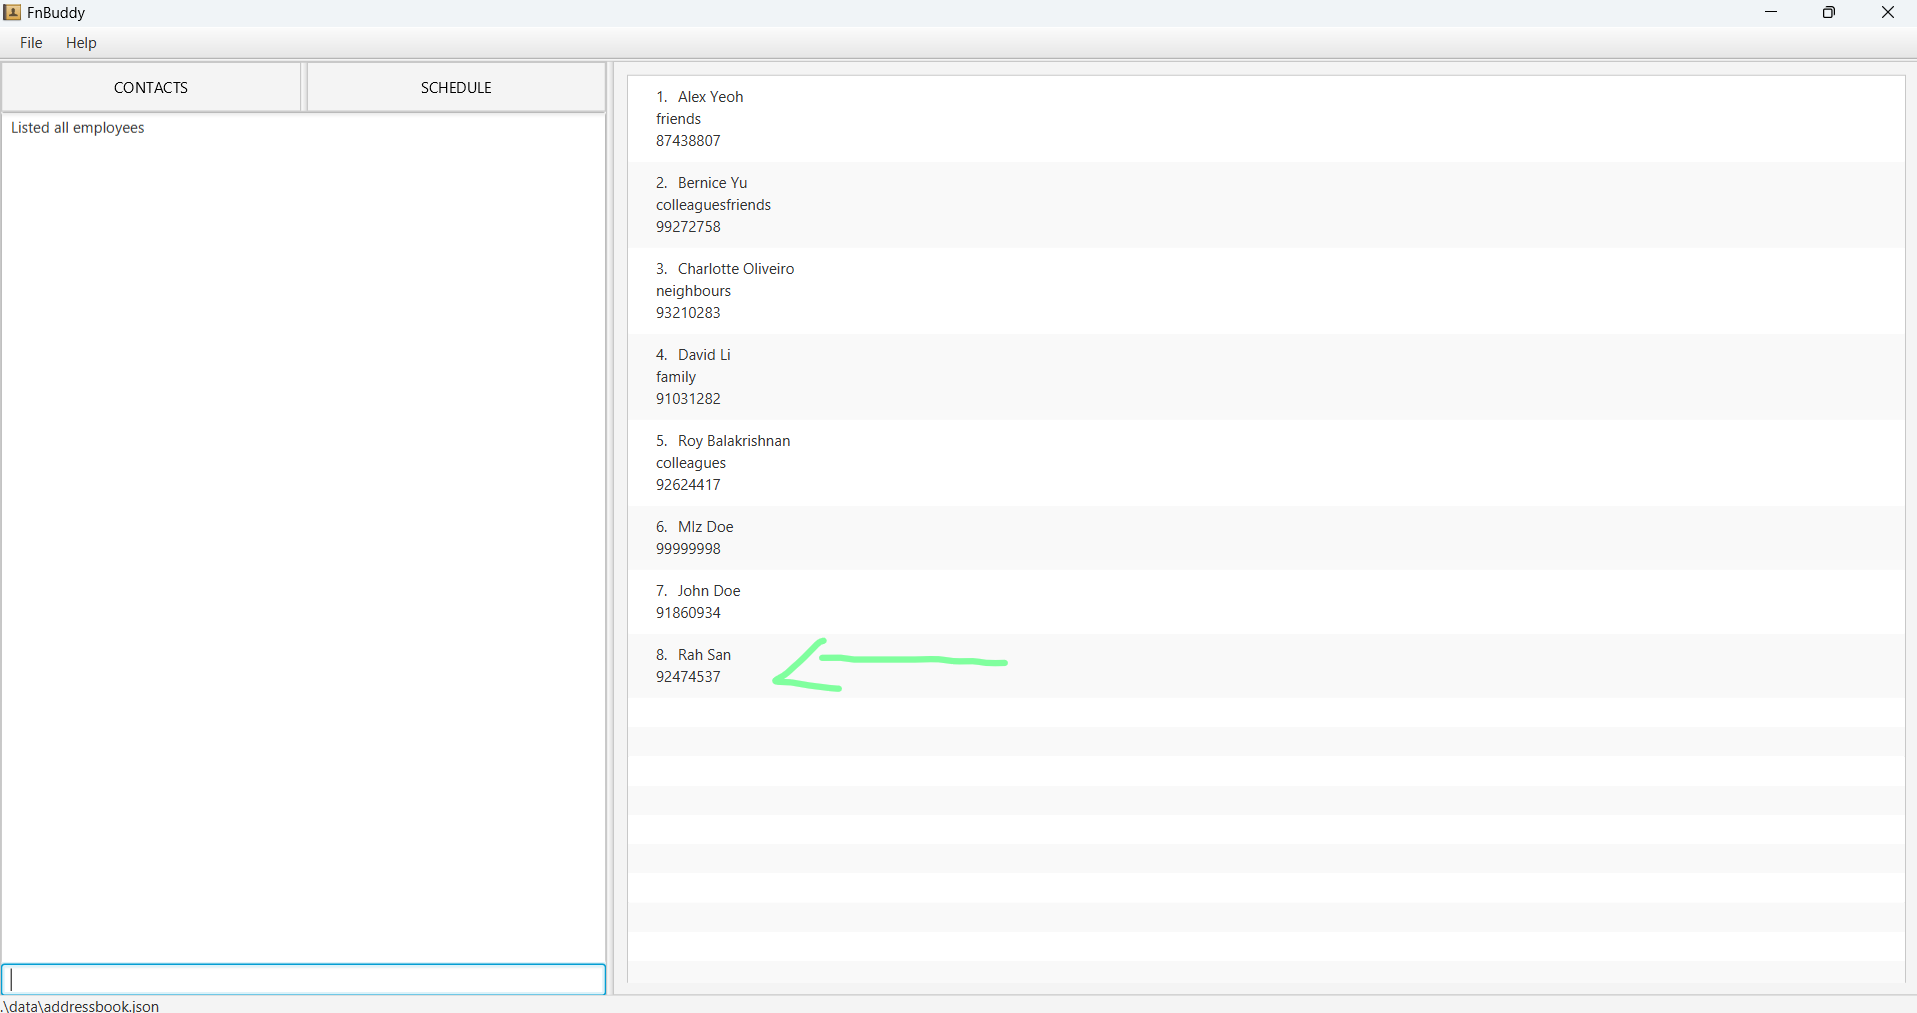 FnBuddy
File Help
CONTACTS SCHEDULE
Listed all employees
1. Alex Yeoh
friends
87438807
2. Bernice Yu
colleaguesfriends
99272758
3. Charlotte Oliveiro
neighbours
93210283
4. David Li
family
91031282
5. Roy Balakrishnan
colleagues
92624417
6. Mlz Doe
99999998
7. John Doe
91860934
8. Rah San
92474537
.\data\addressbook.json